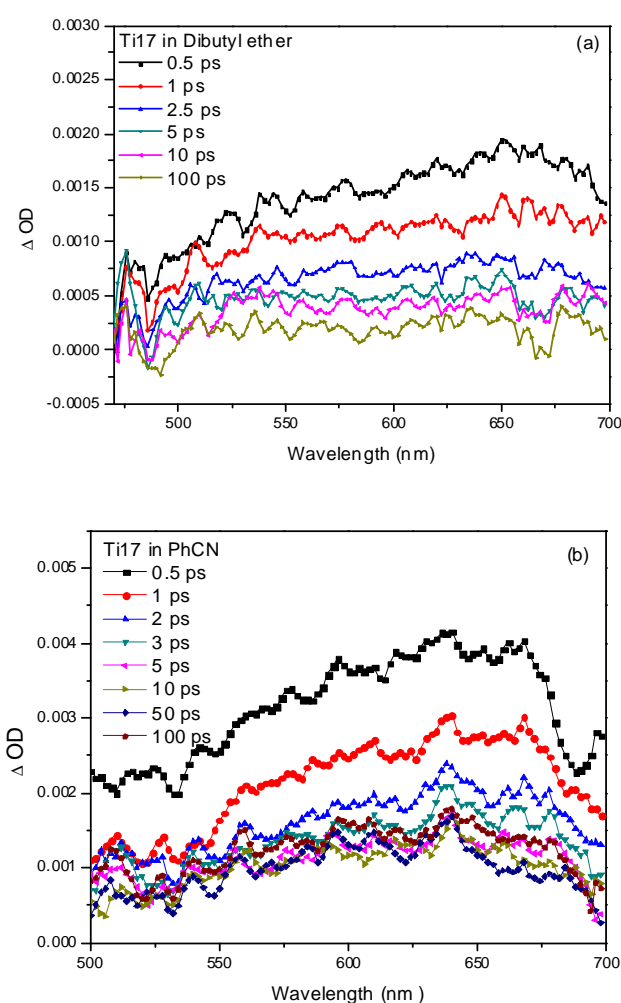 0.0030
Ti17 in Dibutyl ether
(a)
0.5 ps
0.0025
1 ps
2.5 ps
0.0020
5 ps
10 ps
0.0015
100 ps
Δ OD
0.0010
0.0005
0.0000
-0.0005
500 550 600 650 700
Wavelength (nm)
Ti17 in PhCN
(b)
0.005
0.5 ps
1 ps
2 ps
0.004
3 ps
5 ps
10 ps
0.003
50 ps
100 ps
Δ OD
0.002
0.001
0.000
500 550 600 650 700
Wavelength (nm )